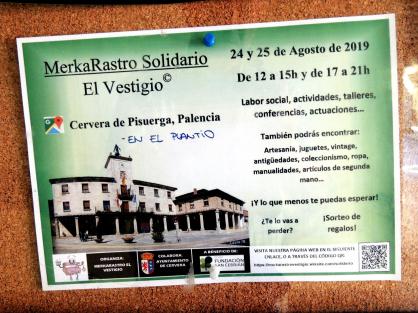 MerkaRastro Solidario
El Vestigio©
Cervera de Pisuerga, Palencia
- EN EL PLANTIO
24 y 25 de Agosto de 2019
De 12 a 15h y de 17 a 21h
Labor social, actividades, talleres,
conferencias, actuaciones...
También podrás encontrar:
Artesanía, juguetes, vintage,
antigüedades, coleccionismo, ropa,
manualidades, artículos de segunda
mano...
¡Y lo que menos te puedas esperar!
¿Te lo vas a
perder?
¡Sorteo de
regalos!
ORGANIZA:
MERKARASTRO EL
VESTIGIO
COLABORA:
AYUNTAMIENTO
DE CERVERA
A BENEFICIO DE:
FUNDACIÓN
SAN CEBRIÁN
VISITA NUESTRA PÁGINA WEB EN EL SIGUIENTE
ENLACE, O A TRAVÉS DEL CÓDIGO QR: